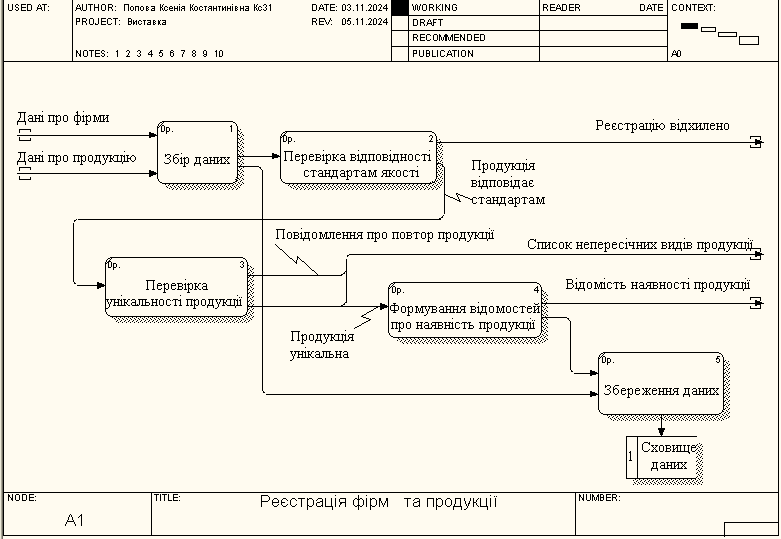 USED AT:
AUTHOR: Попова Ксенія Костянтинівна Кс31
DATE: 03.11.2024
WORKING
READER
DATE
CONTEXT:
PROJECT: Виставка
REV: 05.11.2024
DRAFT
RECOMMENDED
NOTES: 1 2 3 4 5 6 7 8 9 10
PUBLICATION
A0
Дані про фірми
Дані про продукцію
0р.
1
Збір даних
0р.
2
Перевірка відповідності
стандартам якості
Реєстрацію відхилено
Продукція
відповідає
стандартам
Повідомлення про повтор продукції
Список непересічних видів продукції
0р.
3
Перевірка
унікальності продукції
Відомість наявності продукції
0р.
4
Формування відомостей
про наявність продукції
Продукція
унікальна
0р.
5
Збереження даних
1
Сховище
даних
NODE:
TITLE:
NUMBER:
A1
Реєстрація фірм та продукції